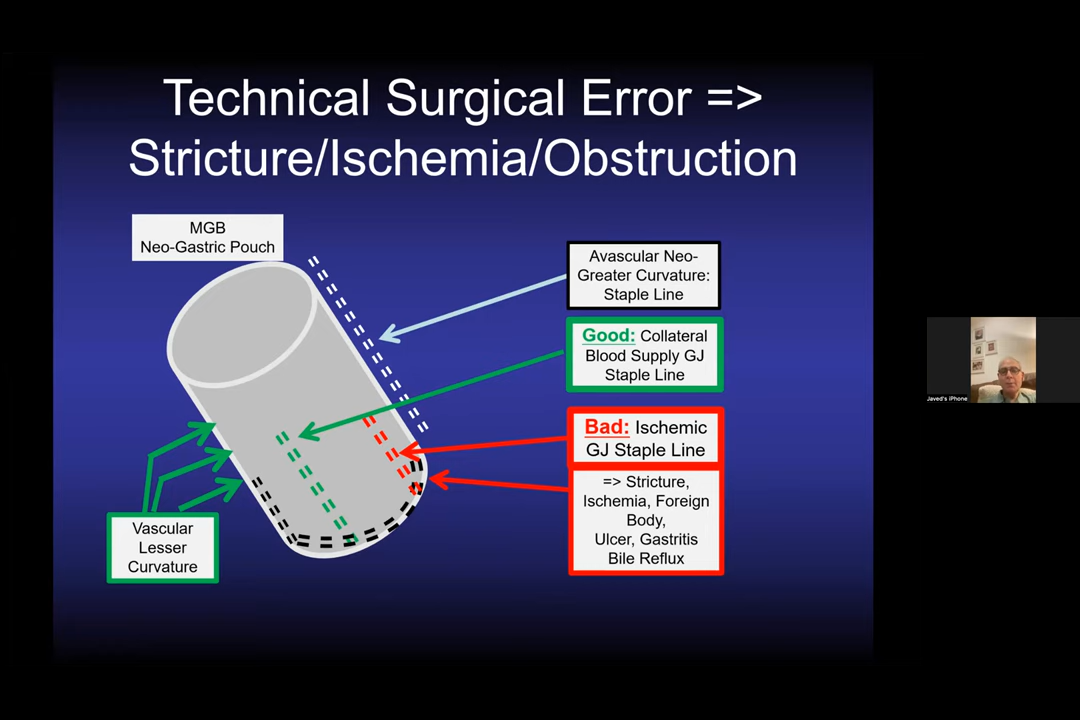 Technical Surgical Error =>
Stricture/Ischemia/Obstruction
MGB
Neo-Gastric Pouch
Avascular Neo-
Greater Curvature:
Staple Line
Good: Collateral
Blood Supply GJ
Staple Line
Bad: Ischemic
GJ Staple Line
=> Stricture,
Ischemia, Foreign
Body,
Ulcer, Gastritis
Bile Reflux
Vascular
Lesser
Curvature
Javed's iPhone